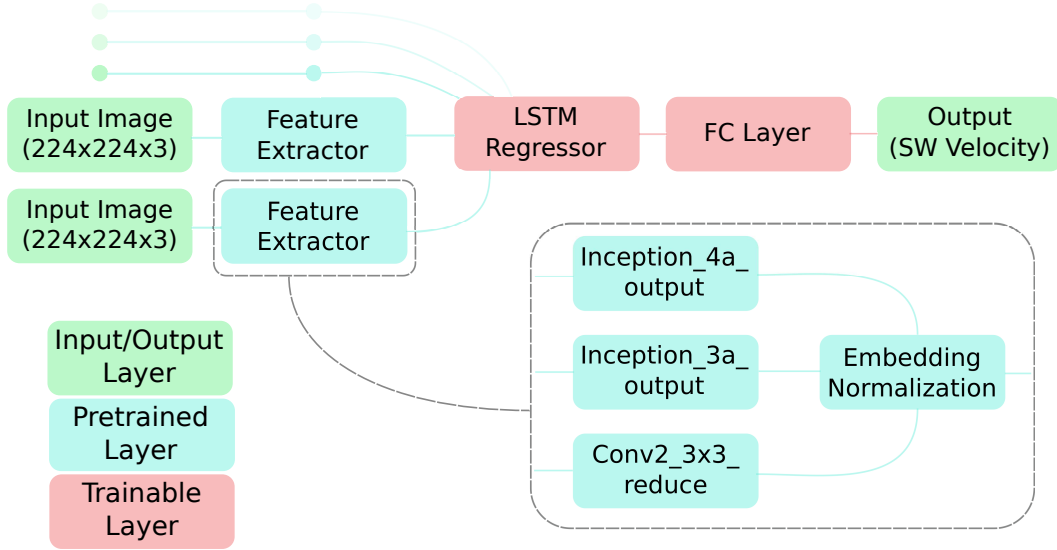 Input Image
(224x224x3)
Feature
Extractor
LSTM
Regressor
FC Layer
Output
(SW Velocity)
Input Image
(224x224x3)
Feature
Extractor
Inception_4a_
output
Inception_3a_
output
Embedding
Normalization
Conv2_3x3_
reduce
Input/Output
Layer
Pretrained
Layer
Trainable
Layer